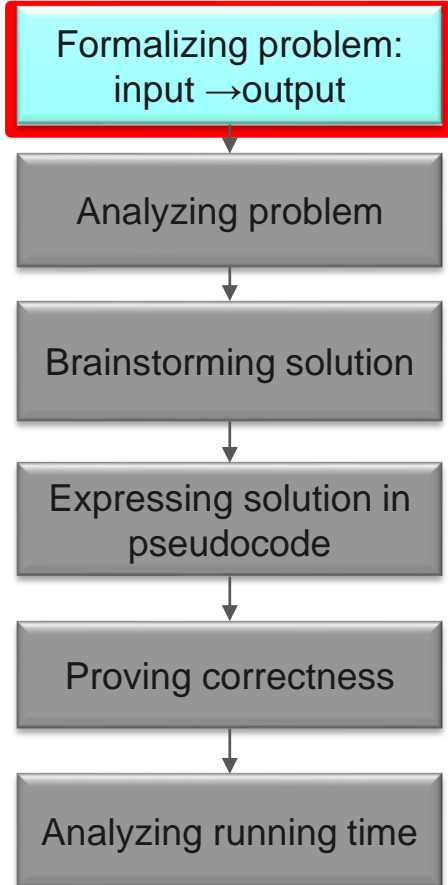 Formalizing problem:
input →output
Analyzing problem
Brainstorming solution
Expressing solution in
pseudocode
Proving correctness
Analyzing running time